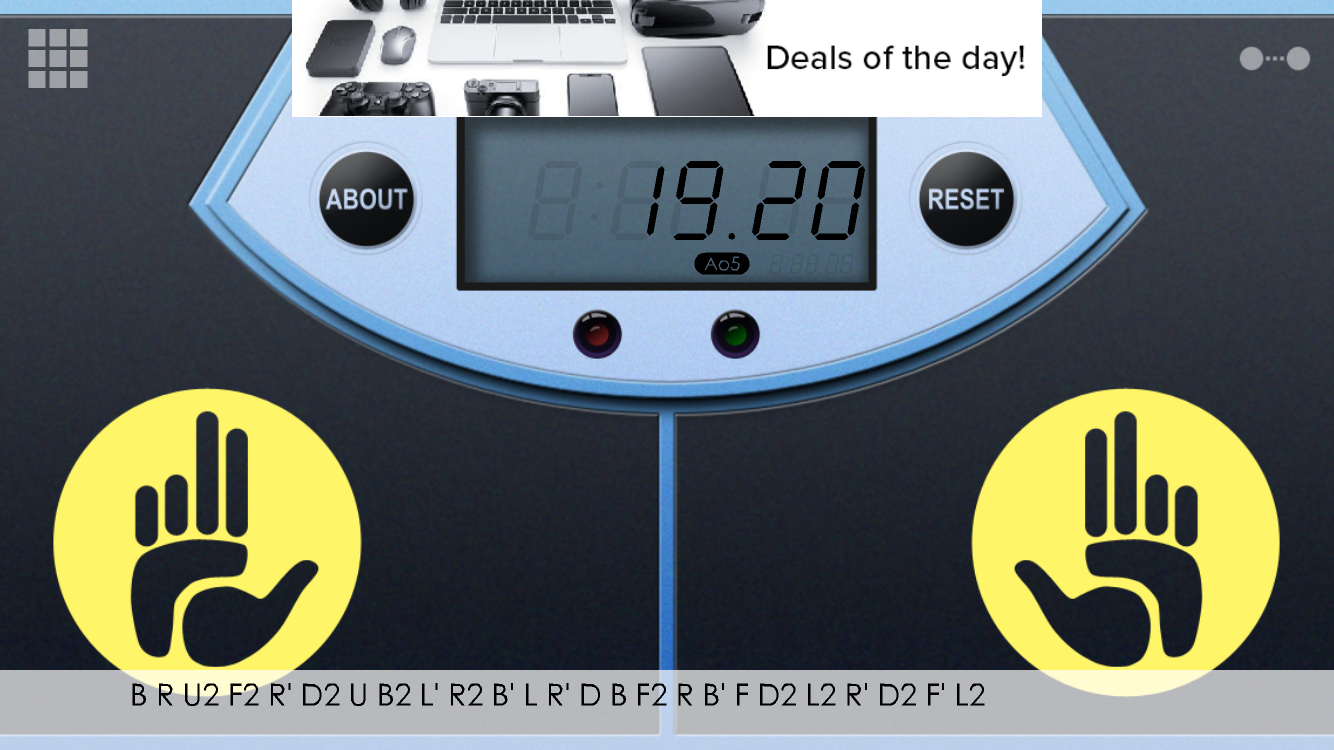 Deals of the day!
ABOUT
19.20
RESET
Ao5
B R U2 F2 R' D2 U B2 L' R2 B' L R' D B F2 R B' F D2 L2 R' D2 F' L2